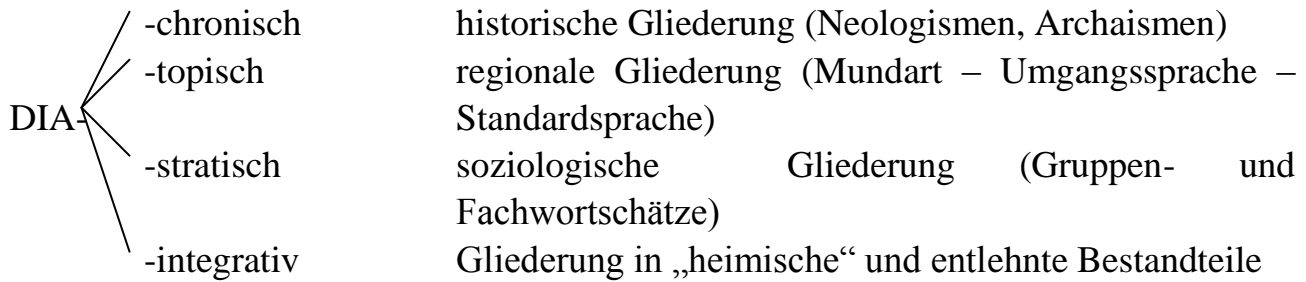 -chronisch historische Gliederung (Neologismen, Archaismen)
-topisch regionale Gliederung (Mundart – Umgangssprache –
DIA- Standardsprache)
-stratisch soziologische Gliederung (Gruppen- und
Fachwortschätze)
-integrativ Gliederung in „heimische“ und entlehnte Bestandteile